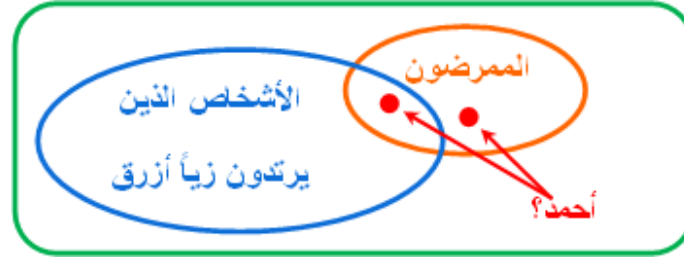 الممرضون
الأشخاص الذين
يرتدون زياً أزرق
أحمد؟